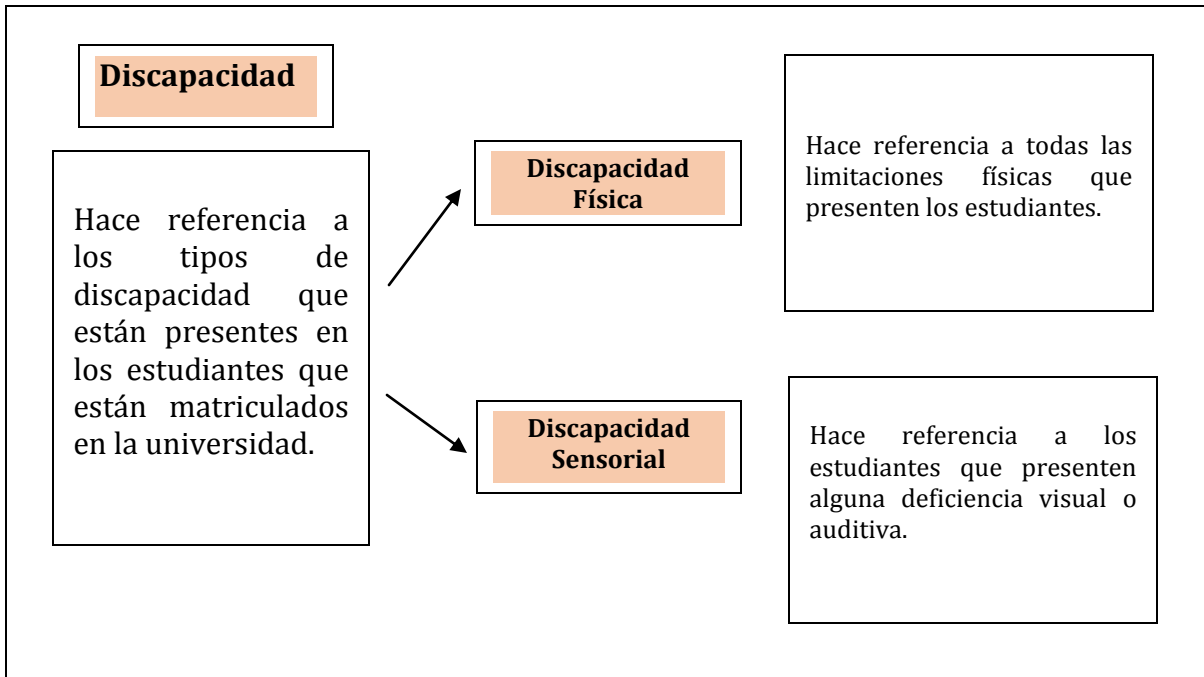 Discapacidad
Hace referencia a
los tipos de
discapacidad que
están presentes en
los estudiantes que
están matriculados
en la universidad.
Discapacidad
Física
Hace referencia a todas las
limitaciones físicas que
presenten los estudiantes.
Discapacidad
Sensorial
Hace referencia a los
estudiantes que presenten
alguna deficiencia visual o
auditiva.